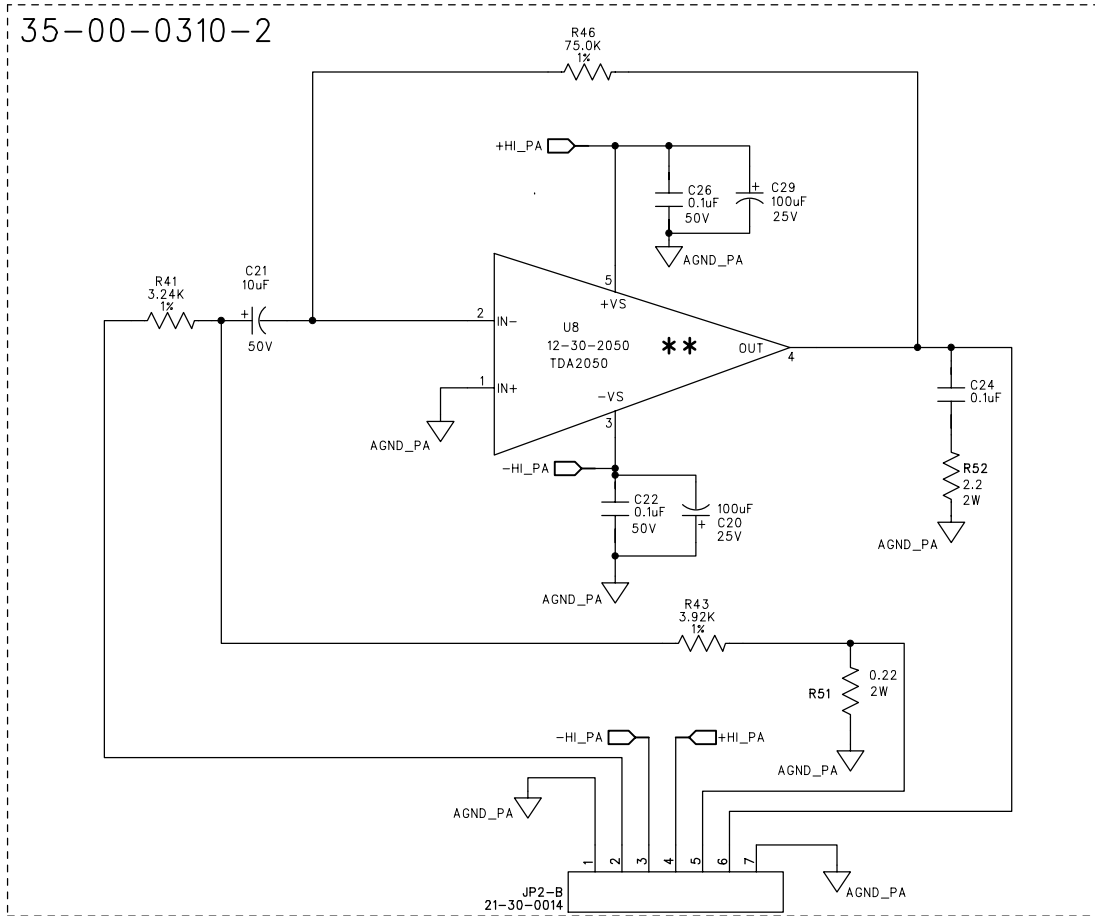 35-00-0310-2
R46
75.0K
1%
+HI_PA
C26
0.1uF
50V
+
C29
100uF
25V
AGND_PA
R41
3.24K
1%
C21
10uF
+
50V
5
+VS
2
IN-
U8
12-30-2050
TDA2050
**
OUT
4
1
IN+
-VS
3
AGND_PA
-HI_PA
C22
0.1uF
50V
100uF
+
C20
25V
AGND_PA
C24
0.1uF
R52
2.2
2W
AGND_PA
R43
3.92K
1%
R51
0.22
2W
AGND_PA
-HI_PA
+HI_PA
AGND_PA
1
2
3
4
5
6
7
AGND_PA
JP2-B
21-30-0014